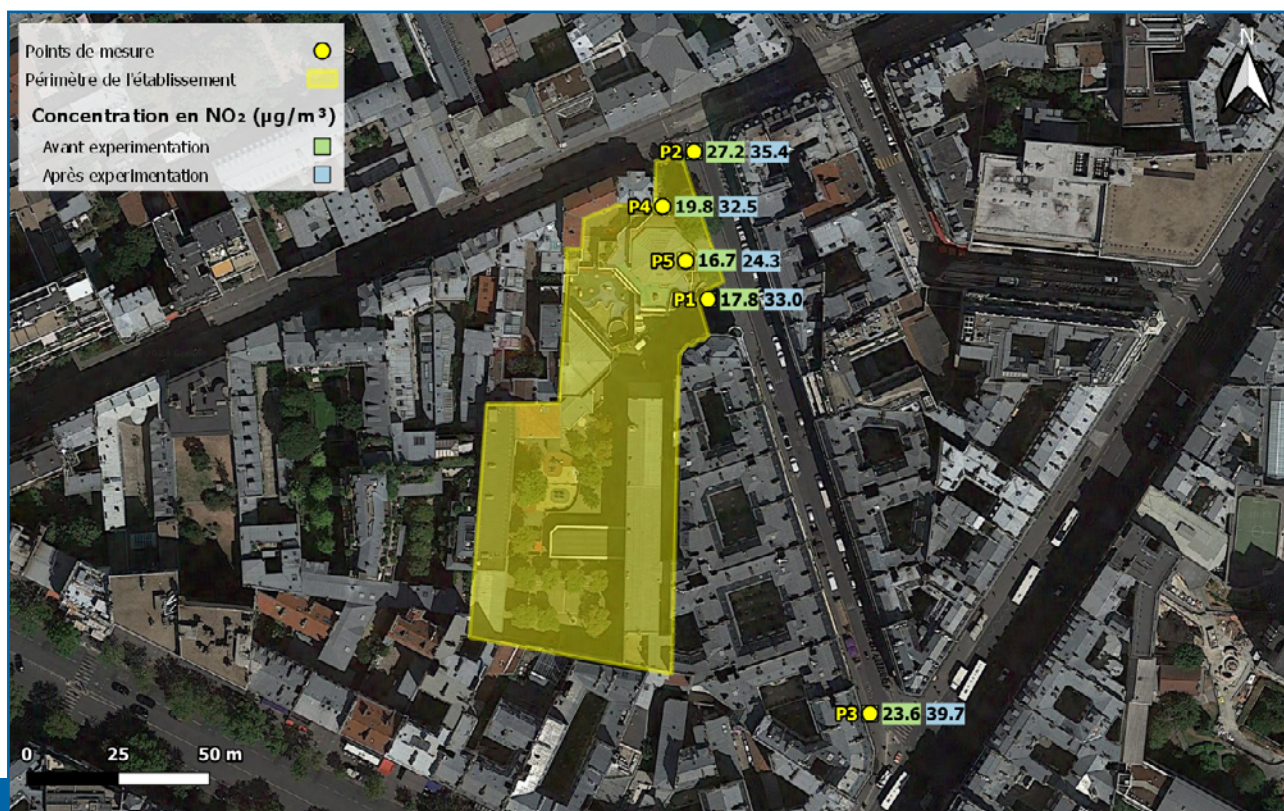 Points de mesure
Périmètre de l'établissement
Concentration en NO₂ (µg/m³)
Avant experimentation
Après experimentation
N
P2 27.2 35.4
P4 19.8 32.5
P5 16.7 24.3
P1 17.8 33.0
P3 23.6 39.7
0 25 50 m